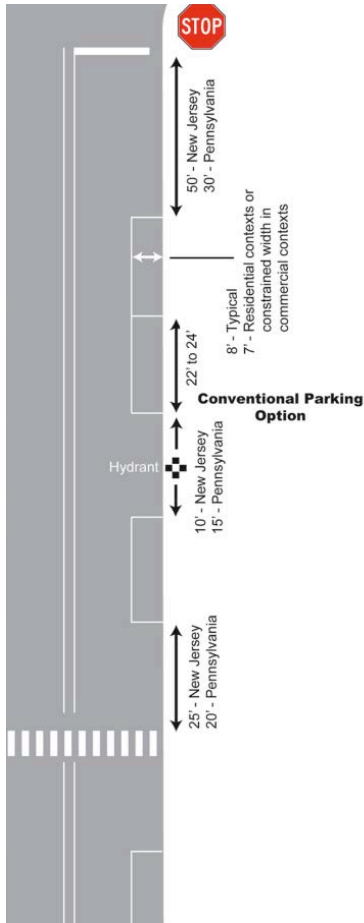 STOP
50' - New Jersey
30' - Pennsylvania
8' - Typical
7' - Residential contexts or
constrained width in
commercial contexts
22' to 24'
Conventional Parking
Option
Hydrant
10' - New Jersey
15' - Pennsylvania
25' - New Jersey
20' - Pennsylvania